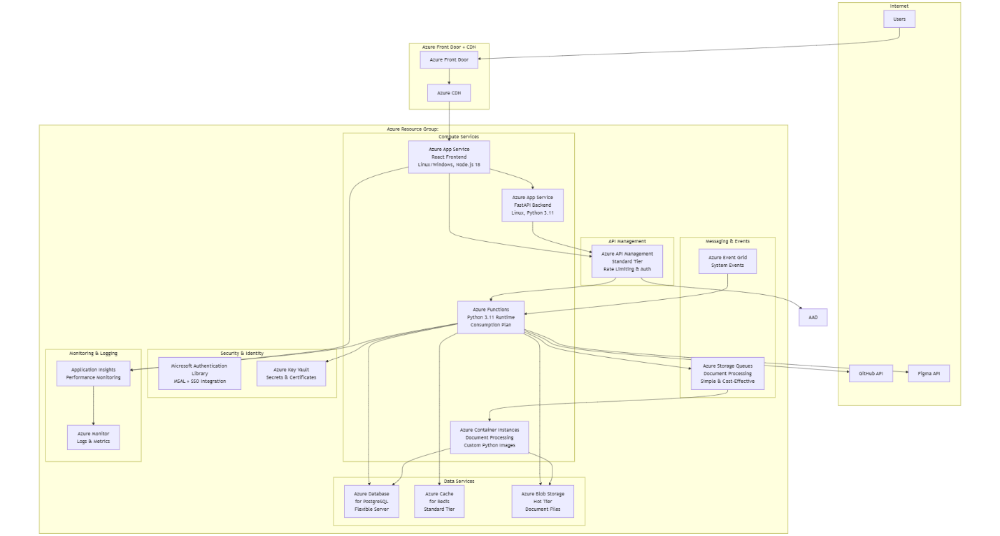 Internet
Users
Azure Front Door + CDN
Azure Front Door
Azure CDN
Azure Resource Group:
Compute Services
Azure App Service
React Frontend
Linux/Windows, Node.js 18
Azure App Service
FastAPI Backend
Linux, Python 3.11
API Management
Azure API Management
Standard Tier
Rate Limiting & Auth
Messaging & Events
Azure Event Grid
System Events
Azure Functions
Python 3.11 Runtime
Consumption Plan
AAD
Monitoring & Logging
Application Insights
Performance Monitoring
Security & Identity
Microsoft Authentication
Library
MSAL + SSO Integration
Azure Key Vault
Secrets & Certificates
Azure Storage Queues
Document Processing
Simple & Cost-Effective
GitHub API
Figma API
Azure Monitor
Logs & Metrics
Azure Container Instances
Document Processing
Custom Python Images
Data Services
Azure Database
for PostgreSQL
Flexible Server
Azure Cache
for Redis
Standard Tier
Azure Blob Storage
Hot Tier
Document Files